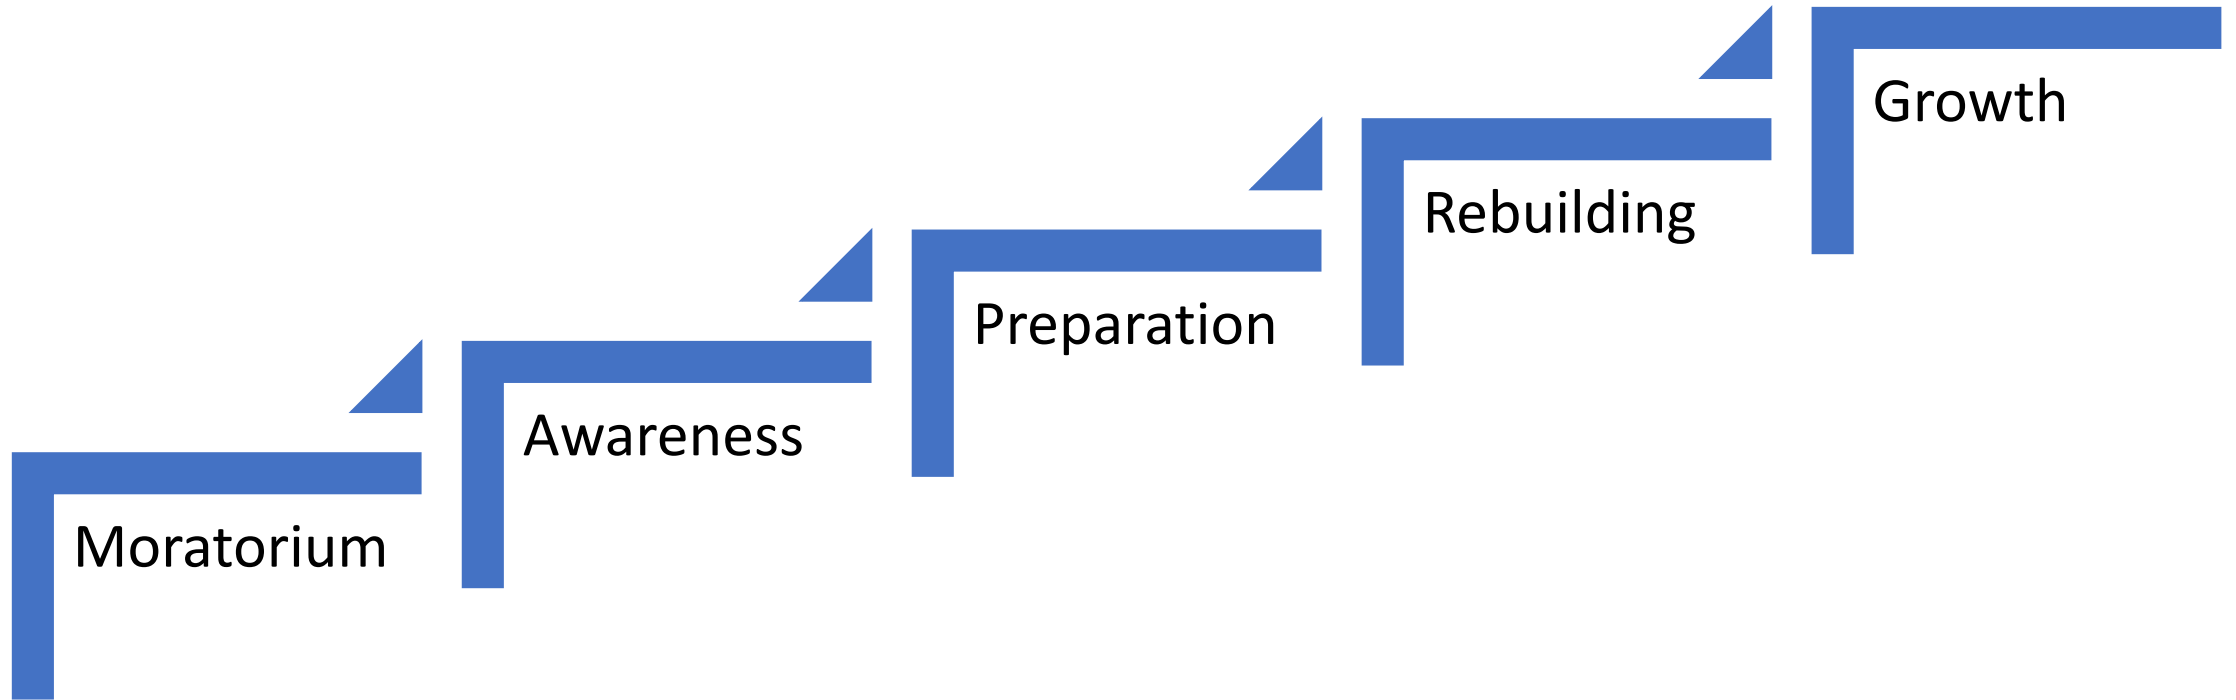 Moratorium
Awareness
Preparation
Rebuilding
Growth